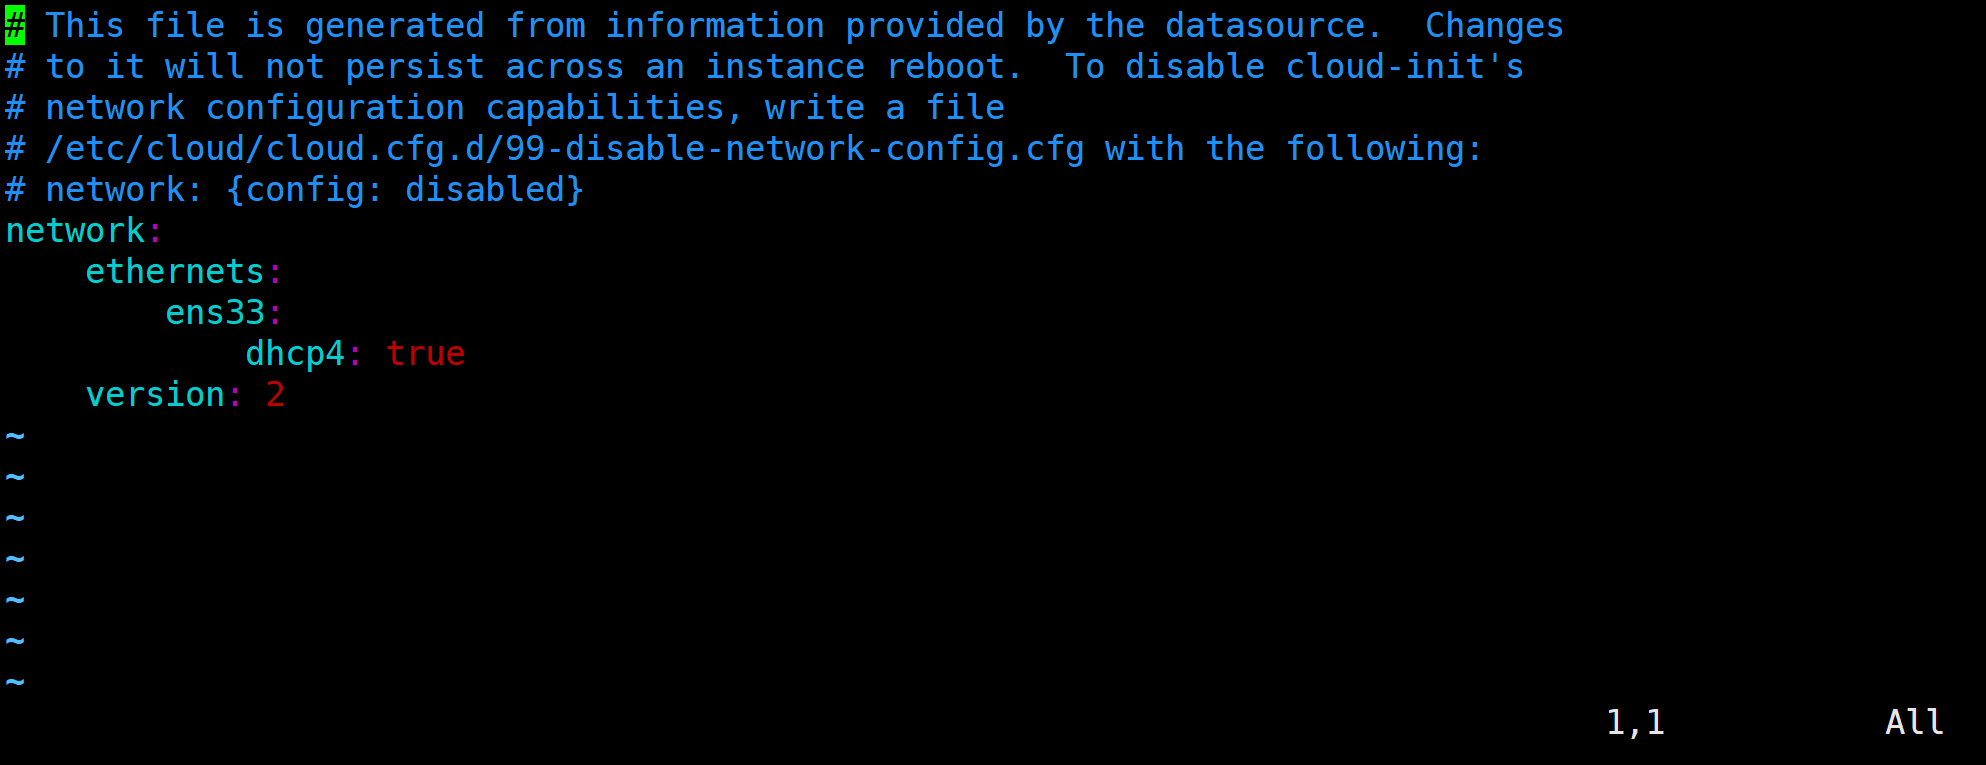 # This file is generated from information provided by the datasource.  Changes
# to it will not persist across an instance reboot.  To disable cloud-init's
# network configuration capabilities, write a file
# /etc/cloud/cloud.cfg.d/99-disable-network-config.cfg with the following:
# network: {config: disabled}
network:
    ethernets:
        ens33:
            dhcp4: true
    version: 2
~
~
~
~
~
~
~
1,1           All